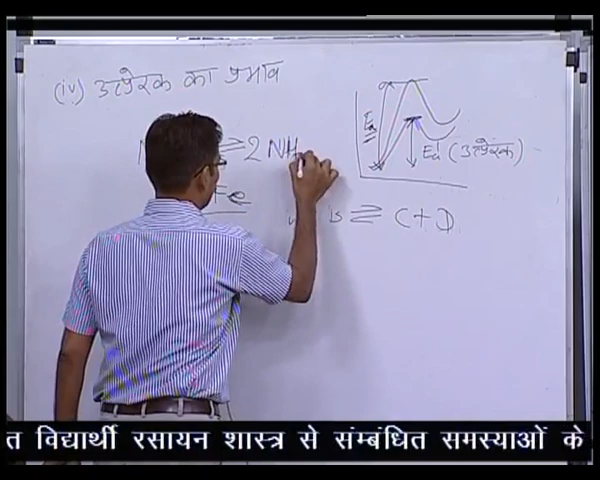 (iv) उत्प्रेरक का प्रभाव
⇌ 2 NH
Fe
Ea
Ea' (उत्प्रेरक)
⇌ C + D
त विद्यार्थी रसायन शास्त्र से संम्बंधित समस्याओं के